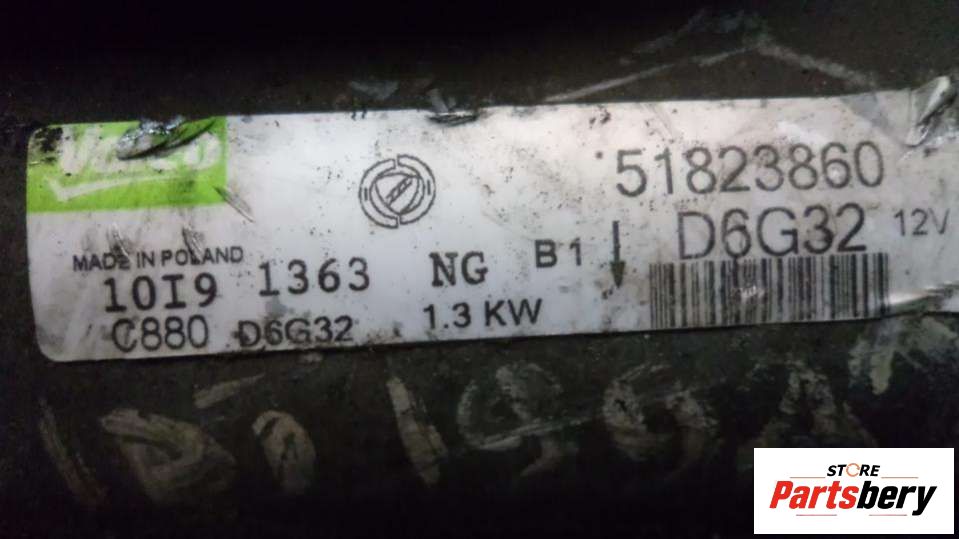 Valeo
51823860
D6G32 12V
MADE IN POLAND
10I9 1363 NG B1
C880 D6G32 1.3 KW
STORE
Partsbery